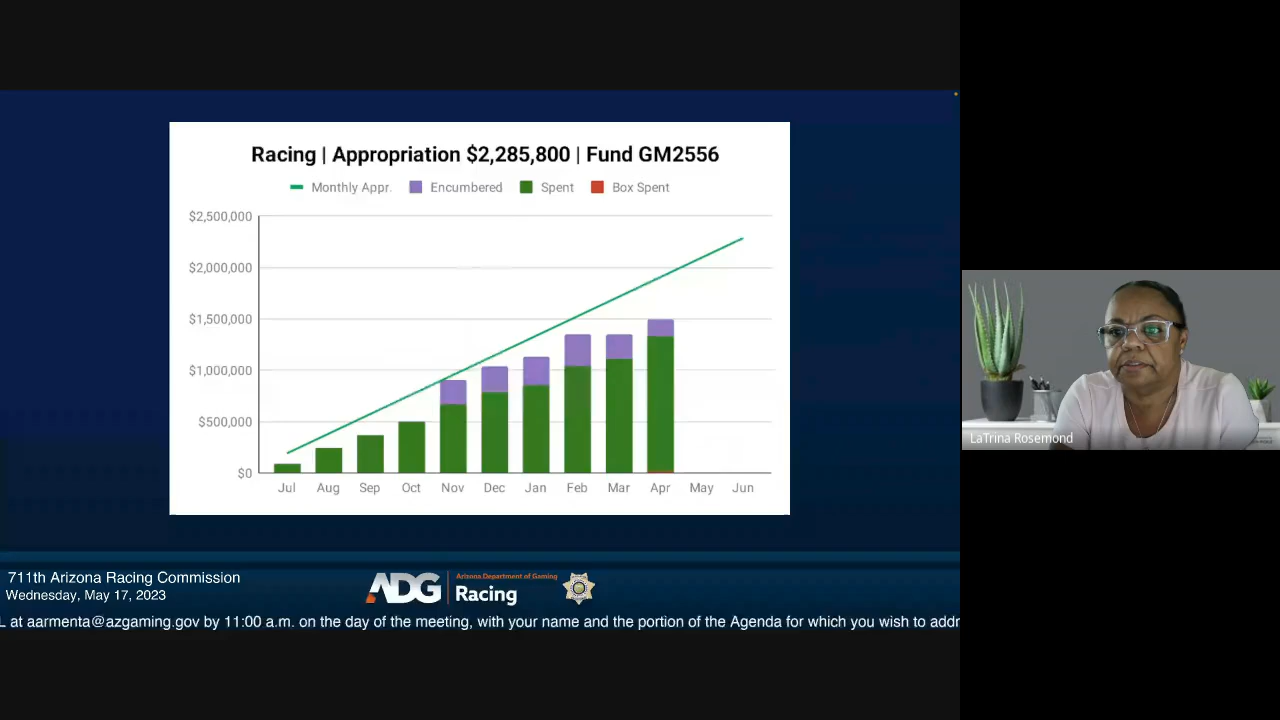 Racing | Appropriation $2,285,800 | Fund GM2556
Monthly Appr. Encumbered Spent Box Spent
$2,500,000
$2,000,000
$1,500,000
$1,000,000
$500,000
$0
Jul Aug Sep Oct Nov Dec Jan Feb Mar Apr May Jun
LaTrina Rosemond
711th Arizona Racing Commission
Wednesday, May 17, 2023
ADG
Arizona Department of Gaming
Racing
L at aarmenta@azgaming.gov by 11:00 a.m. on the day of the meeting, with your name and the portion of the Agenda for which you wish to addr